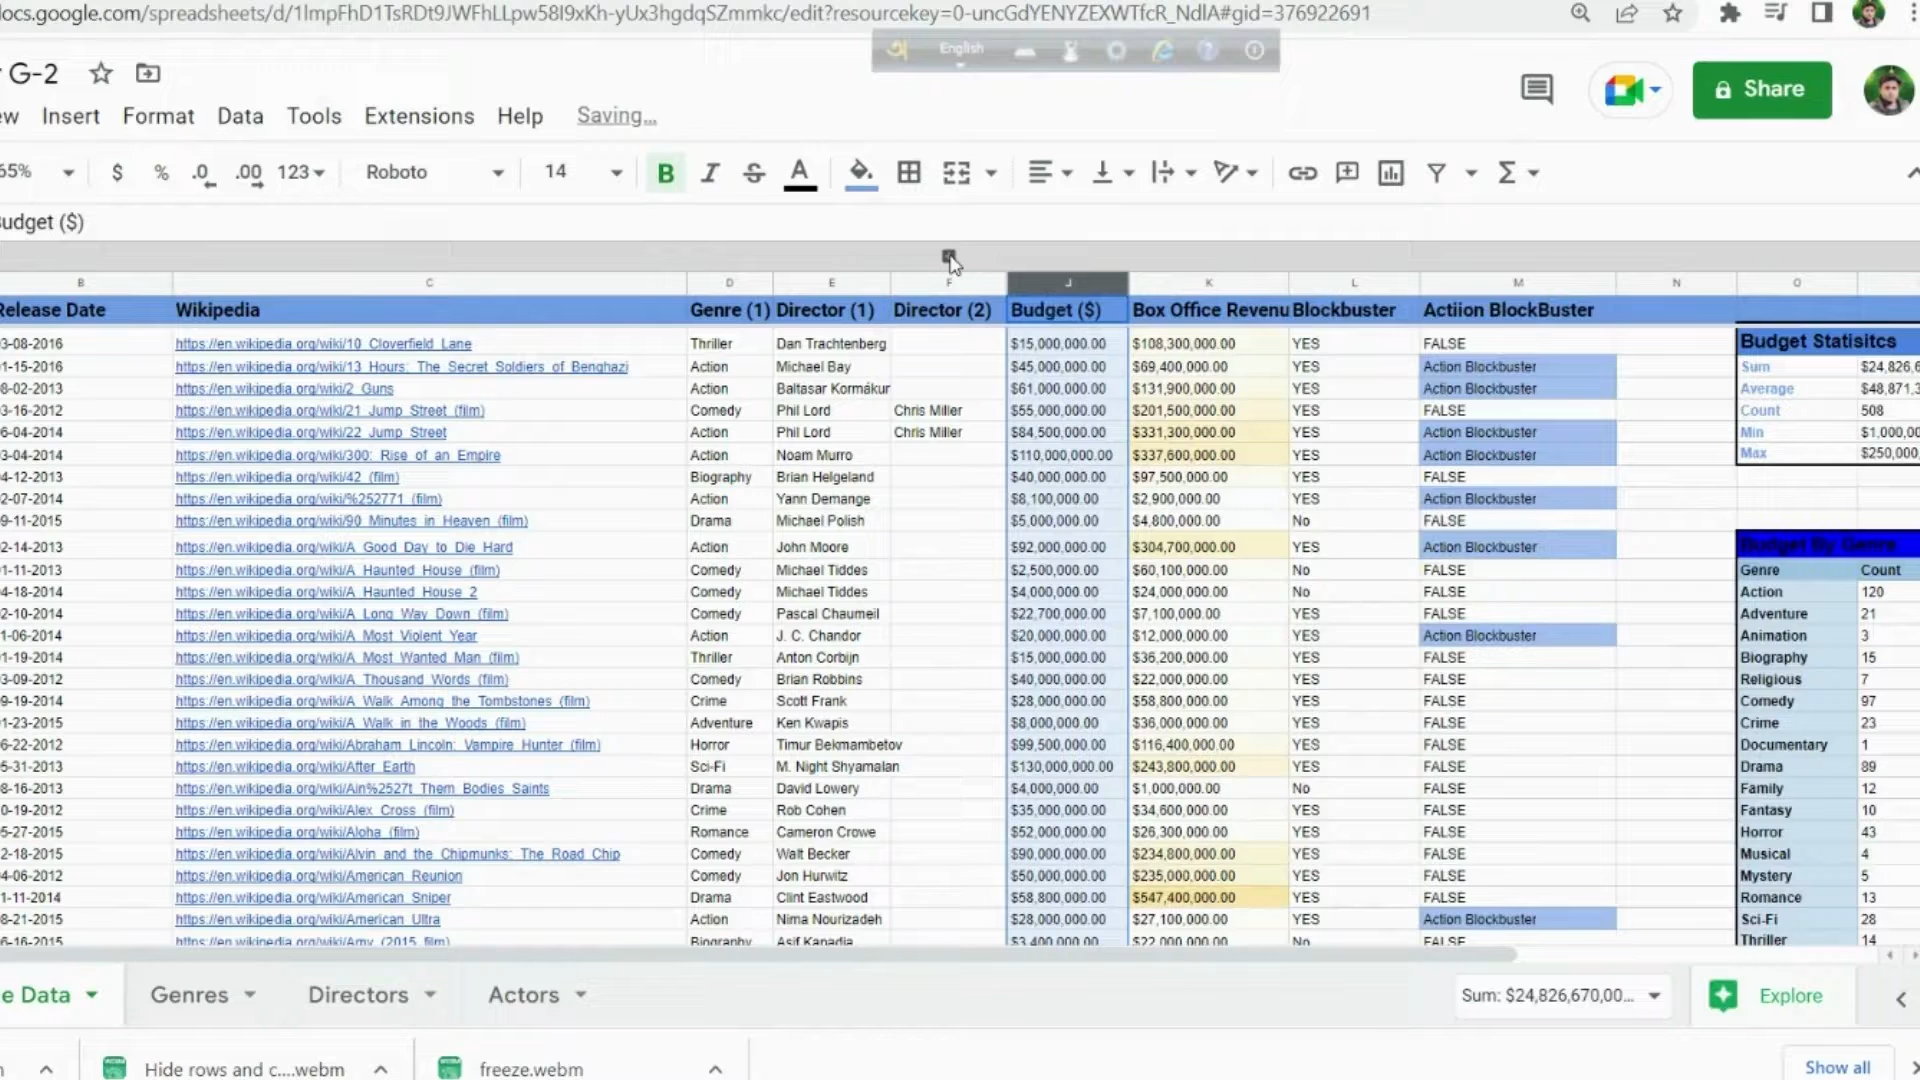 ocs.google.com/spreadsheets/d/1lmpFhD1TsRDt9JWFhLLpw58I9xKh-yUx3hgdqSZmmkc/edit?resourcekey=0-uncGdYENYZEXWTfcR_NdlA#gid=376922691
English
G-2
ew Insert Format Data Tools Extensions Help Saving...
65% $ % .0 .00 123 Roboto 14 B I S A
Share
udget ($)
B C D E F J K L M N O
Release Date Wikipedia Genre (1) Director (1) Director (2) Budget ($) Box Office Revenu Blockbuster Actiion BlockBuster
3-08-2016 https://en.wikipedia.org/wiki/10_Cloverfield_Lane Thriller Dan Trachtenberg $15,000,000.00 $108,300,000.00 YES FALSE Budget Statisitcs
1-15-2016 https://en.wikipedia.org/wiki/13_Hours:_The_Secret_Soldiers_of_Benghazi Action Michael Bay $45,000,000.00 $69,400,000.00 YES Action Blockbuster Sum $24,826,6
8-02-2013 https://en.wikipedia.org/wiki/2_Guns Action Baltasar Kormákur $61,000,000.00 $131,900,000.00 YES Action Blockbuster Average $48,871,3
3-16-2012 https://en.wikipedia.org/wiki/21_Jump_Street_(film) Comedy Phil Lord Chris Miller $55,000,000.00 $201,500,000.00 YES FALSE Count 508
6-04-2014 https://en.wikipedia.org/wiki/22_Jump_Street Action Phil Lord Chris Miller $84,500,000.00 $331,300,000.00 YES Action Blockbuster Min $1,000,00
3-04-2014 https://en.wikipedia.org/wiki/300:_Rise_of_an_Empire Action Noam Murro $110,000,000.00 $337,600,000.00 YES Action Blockbuster Max $250,000,
4-12-2013 https://en.wikipedia.org/wiki/42_(film) Biography Brian Helgeland $40,000,000.00 $97,500,000.00 YES FALSE
2-07-2014 https://en.wikipedia.org/wiki/%252771_(film) Action Yann Demange $8,100,000.00 $2,900,000.00 YES Action Blockbuster
9-11-2015 https://en.wikipedia.org/wiki/90_Minutes_in_Heaven_(film) Drama Michael Polish $5,000,000.00 $4,800,000.00 No FALSE
2-14-2013 https://en.wikipedia.org/wiki/A_Good_Day_to_Die_Hard Action John Moore $92,000,000.00 $304,700,000.00 YES Action Blockbuster Budget By Genre
1-11-2013 https://en.wikipedia.org/wiki/A_Haunted_House_(film) Comedy Michael Tiddes $2,500,000.00 $60,100,000.00 No FALSE Genre Count
4-18-2014 https://en.wikipedia.org/wiki/A_Haunted_House_2 Comedy Michael Tiddes $4,000,000.00 $24,000,000.00 No FALSE Action 120
2-10-2014 https://en.wikipedia.org/wiki/A_Long_Way_Down_(film) Comedy Pascal Chaumeil $22,700,000.00 $7,100,000.00 YES FALSE Adventure 21
1-06-2014 https://en.wikipedia.org/wiki/A_Most_Violent_Year Action J. C. Chandor $20,000,000.00 $12,000,000.00 YES Action Blockbuster Animation 3
1-19-2014 https://en.wikipedia.org/wiki/A_Most_Wanted_Man_(film) Thriller Anton Corbijn $15,000,000.00 $36,200,000.00 YES FALSE Biography 15
3-09-2012 https://en.wikipedia.org/wiki/A_Thousand_Words_(film) Comedy Brian Robbins $40,000,000.00 $22,000,000.00 YES FALSE Religious 7
9-19-2014 https://en.wikipedia.org/wiki/A_Walk_Among_the_Tombstones_(film) Crime Scott Frank $28,000,000.00 $58,800,000.00 YES FALSE Comedy 97
1-23-2015 https://en.wikipedia.org/wiki/A_Walk_in_the_Woods_(film) Adventure Ken Kwapis $8,000,000.00 $36,000,000.00 YES FALSE Crime 23
6-22-2012 https://en.wikipedia.org/wiki/Abraham_Lincoln:_Vampire_Hunter_(film) Horror Timur Bekmambetov $99,500,000.00 $116,400,000.00 YES FALSE Documentary 1
5-31-2013 https://en.wikipedia.org/wiki/After_Earth Sci-Fi M. Night Shyamalan $130,000,000.00 $243,800,000.00 YES FALSE Drama 89
8-16-2013 https://en.wikipedia.org/wiki/Ain%2527t_Them_Bodies_Saints Drama David Lowery $4,000,000.00 $1,000,000.00 No FALSE Family 12
0-19-2012 https://en.wikipedia.org/wiki/Alex_Cross_(film) Crime Rob Cohen $35,000,000.00 $34,600,000.00 YES FALSE Fantasy 10
5-27-2015 https://en.wikipedia.org/wiki/Aloha_(film) Romance Cameron Crowe $52,000,000.00 $26,300,000.00 YES FALSE Horror 43
2-18-2015 https://en.wikipedia.org/wiki/Alvin_and_the_Chipmunks:_The_Road_Chip Comedy Walt Becker $90,000,000.00 $234,800,000.00 YES FALSE Musical 4
4-06-2012 https://en.wikipedia.org/wiki/American_Reunion Comedy Jon Hurwitz $50,000,000.00 $235,000,000.00 YES FALSE Mystery 5
1-11-2014 https://en.wikipedia.org/wiki/American_Sniper Drama Clint Eastwood $58,800,000.00 $547,400,000.00 YES FALSE Romance 13
8-21-2015 https://en.wikipedia.org/wiki/American_Ultra Action Nima Nourizadeh $28,000,000.00 $27,100,000.00 YES Action Blockbuster Sci-Fi 28
6-16-2015 https://en.wikipedia.org/wiki/Amy_(2015_film) Biography Asif Kapadia $3,400,000.00 $22,000,000.00 No FALSE Thriller 14
e Data Genres Directors Actors Sum: $24,826,670,00... Explore
Hide rows and c....webm freeze.webm Show all